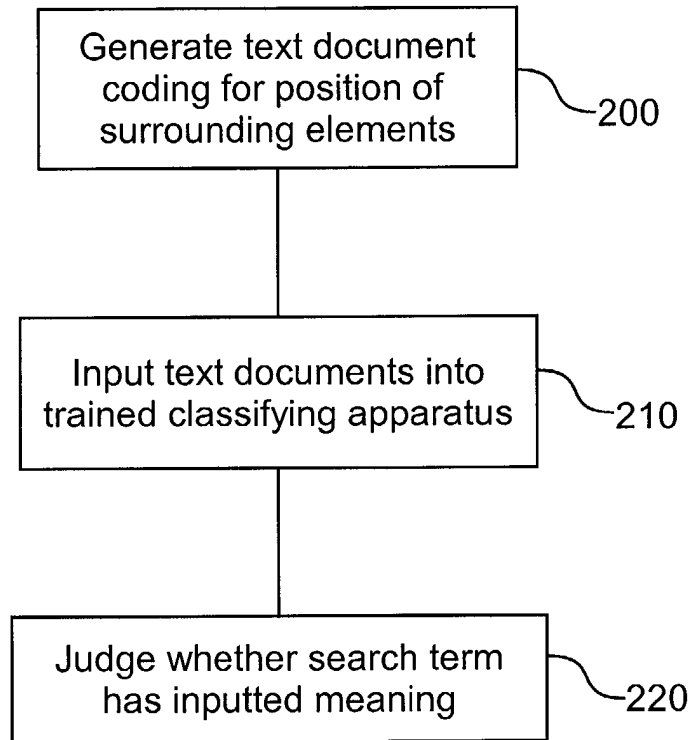 Generate text document
coding for position of
surrounding elements
200
Input text documents into
trained classifying apparatus
210
Judge whether search term
has inputted meaning
220